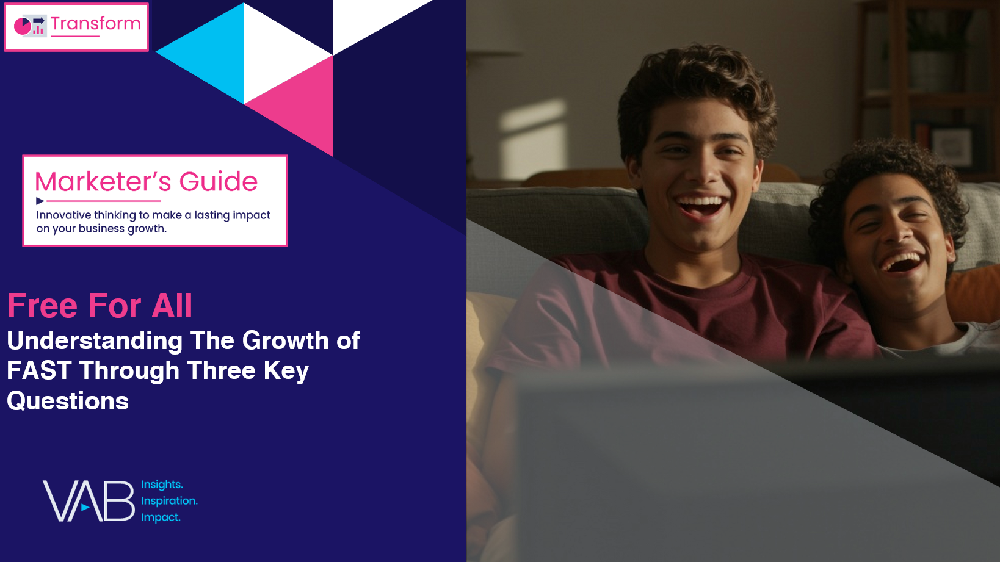 Transform
Marketer's Guide
Innovative thinking to make a lasting impact
on your business growth.
Free For All
Understanding The Growth of
FAST Through Three Key
Questions
VAB
Insights.
Inspiration.
Impact.